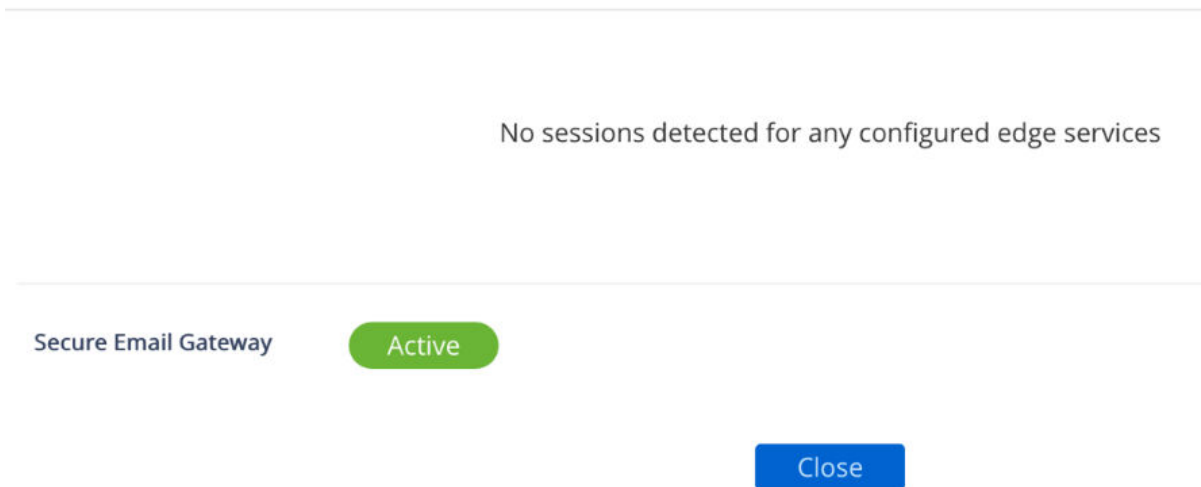 No sessions detected for any configured edge services
Secure Email Gateway
Active
Close